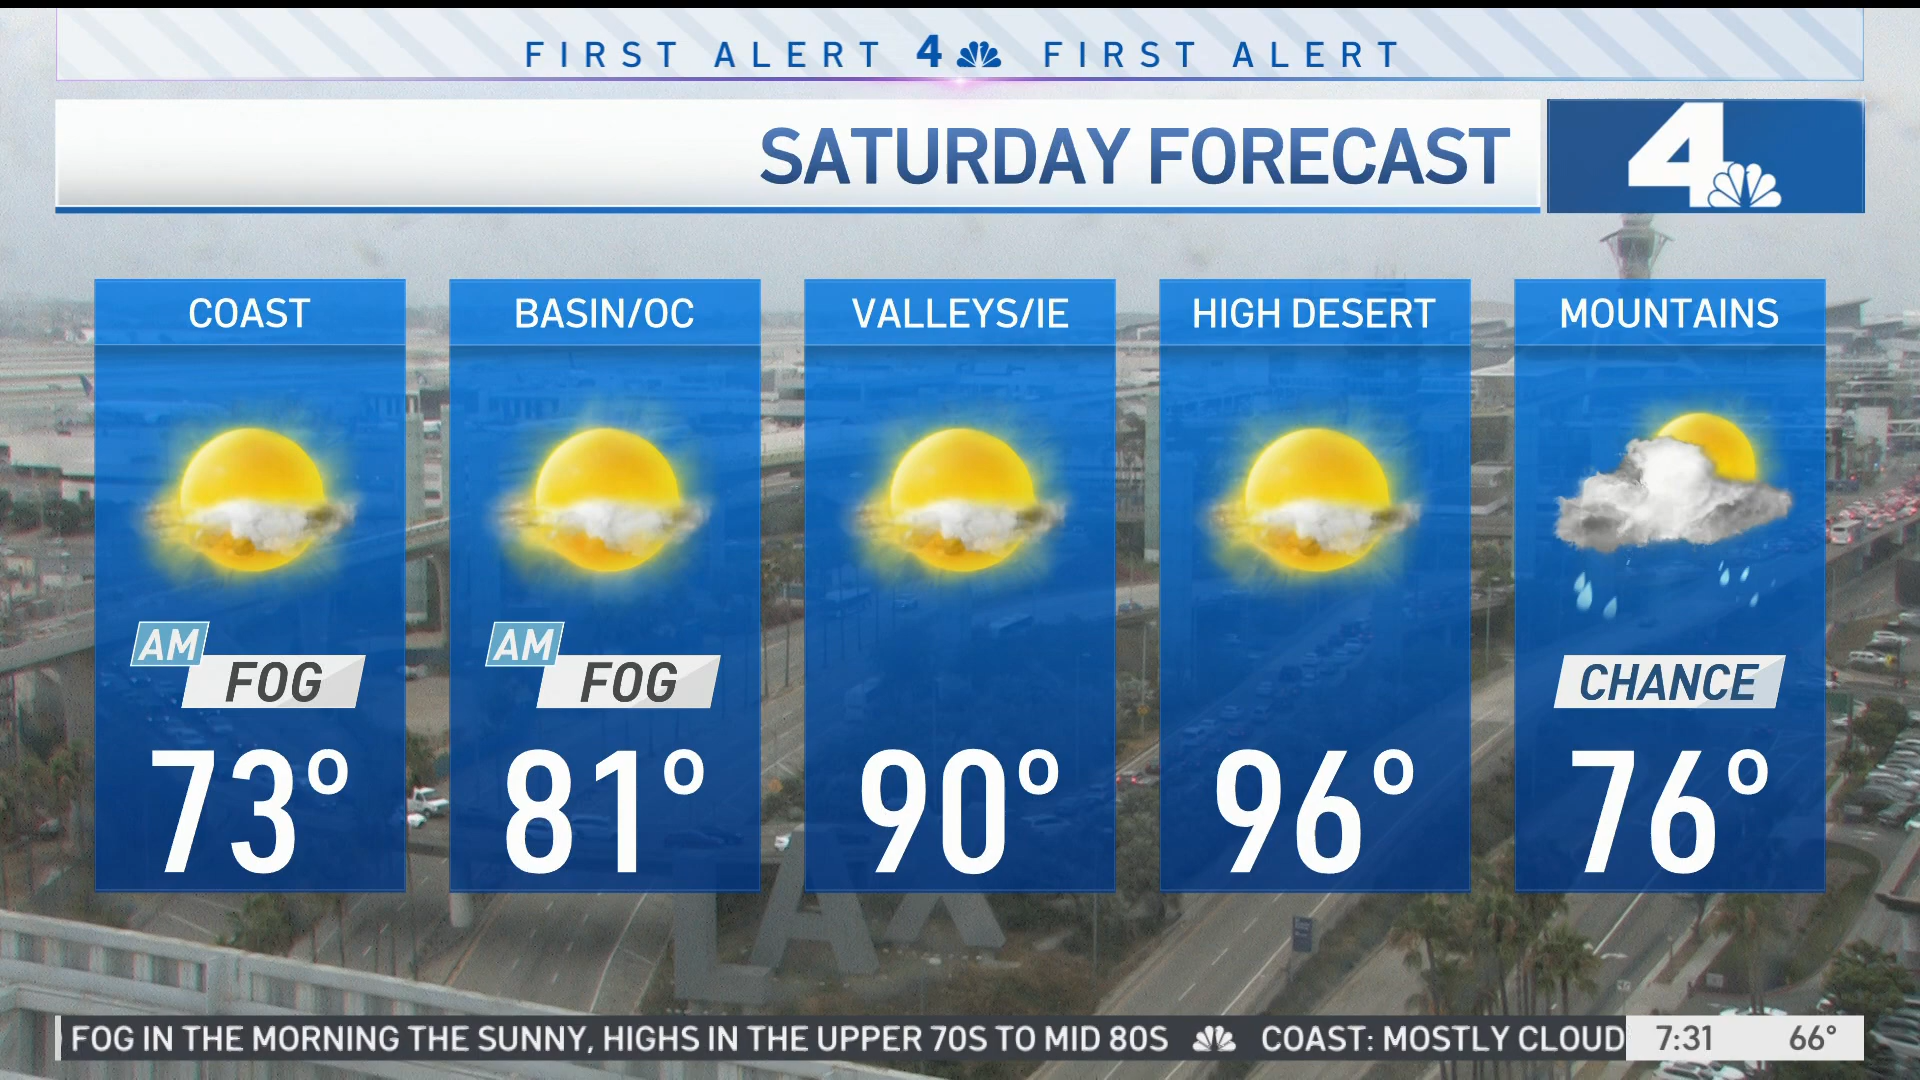 FIRST ALERT 4 FIRST ALERT
SATURDAY FORECAST 4
COAST
AM
FOG
73°
BASIN/OC
AM
FOG
81°
VALLEYS/IE
90°
HIGH DESERT
96°
MOUNTAINS
CHANCE
76°
LAX
FOG IN THE MORNING THE SUNNY, HIGHS IN THE UPPER 70S TO MID 80S COAST: MOSTLY CLOUD 7:31 66°